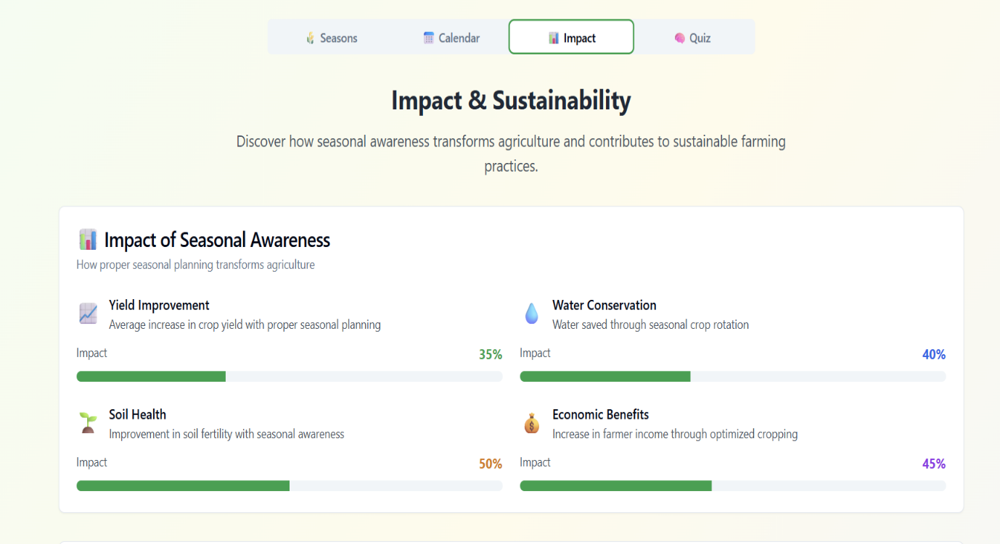 Seasons
Calendar
Impact
Quiz
Impact & Sustainability
Discover how seasonal awareness transforms agriculture and contributes to sustainable farming
practices.
Impact of Seasonal Awareness
How proper seasonal planning transforms agriculture
Yield Improvement
Average increase in crop yield with proper seasonal planning
Impact
35%
Water Conservation
Water saved through seasonal crop rotation
Impact
40%
Soil Health
Improvement in soil fertility with seasonal awareness
Impact
50%
Economic Benefits
Increase in farmer income through optimized cropping
Impact
45%